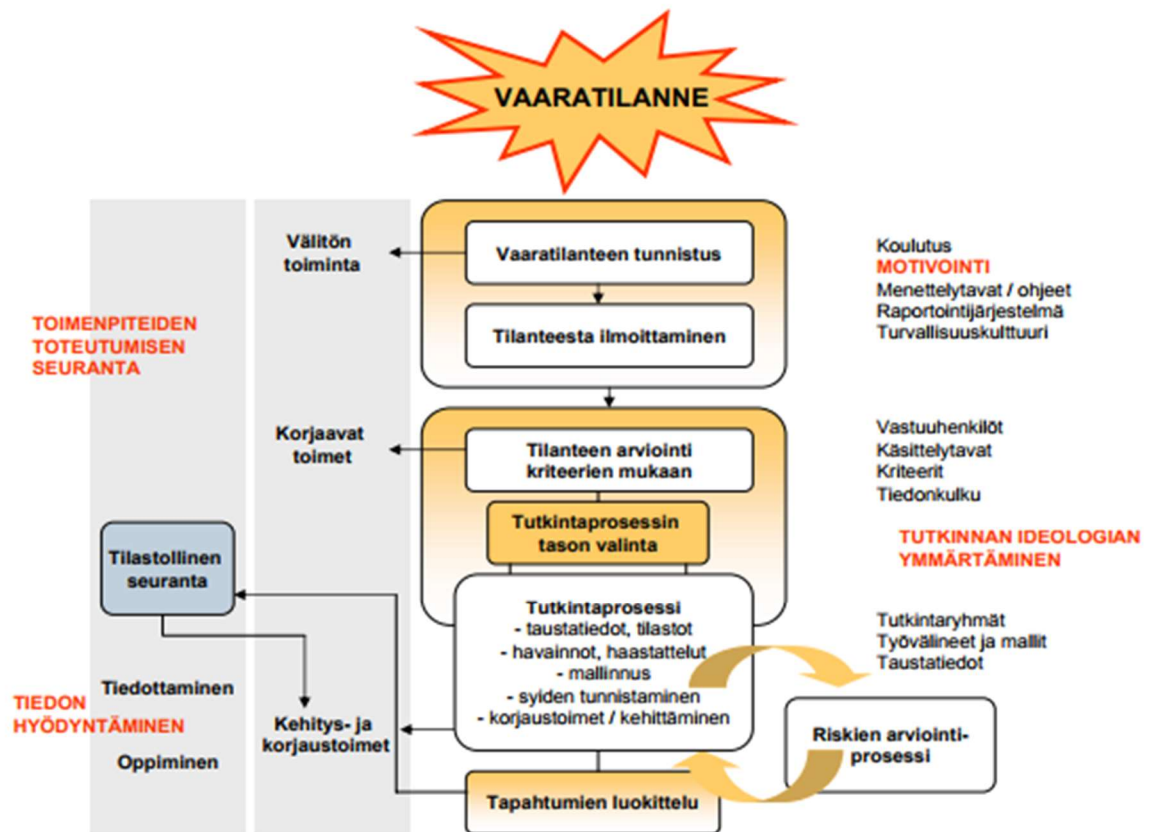 VAARATILANNE
Välitön
toiminta
Vaaratilanteen tunnistus
Tilanteesta ilmoittaminen
Koulutus
MOTIVOINTI
Menettelytavat / ohjeet
Raportointijärjestelmä
Turvallisuuskulttuuri
TOIMENPITEIDEN
TOTEUTUMISEN
SEURANTA
Korjaavat
toimet
Tilanteen arviointi
kriteerien mukaan
Vastuuhenkilöt
Käsittelytavat
Kriteerit
Tiedonkulku
Tutkintaprosessin
tason valinta
TUTKINNAN IDEOLOGIAN
YMMÄRTÄMINEN
Tilastollinen
seuranta
Tutkintaprosessi
- taustatiedot, tilastot
- havainnot, haastattelut
- mallinnus
- syiden tunnistaminen
- korjaustoimet / kehittäminen
Tutkintaryhmät
Työvälineet ja mallit
Taustatiedot
TIEDON
HYÖDYNTÄMINEN
Tiedottaminen
Oppiminen
Kehitys- ja
korjaustoimet
Riskien arviointi-
prosessi
Tapahtumien luokittelu